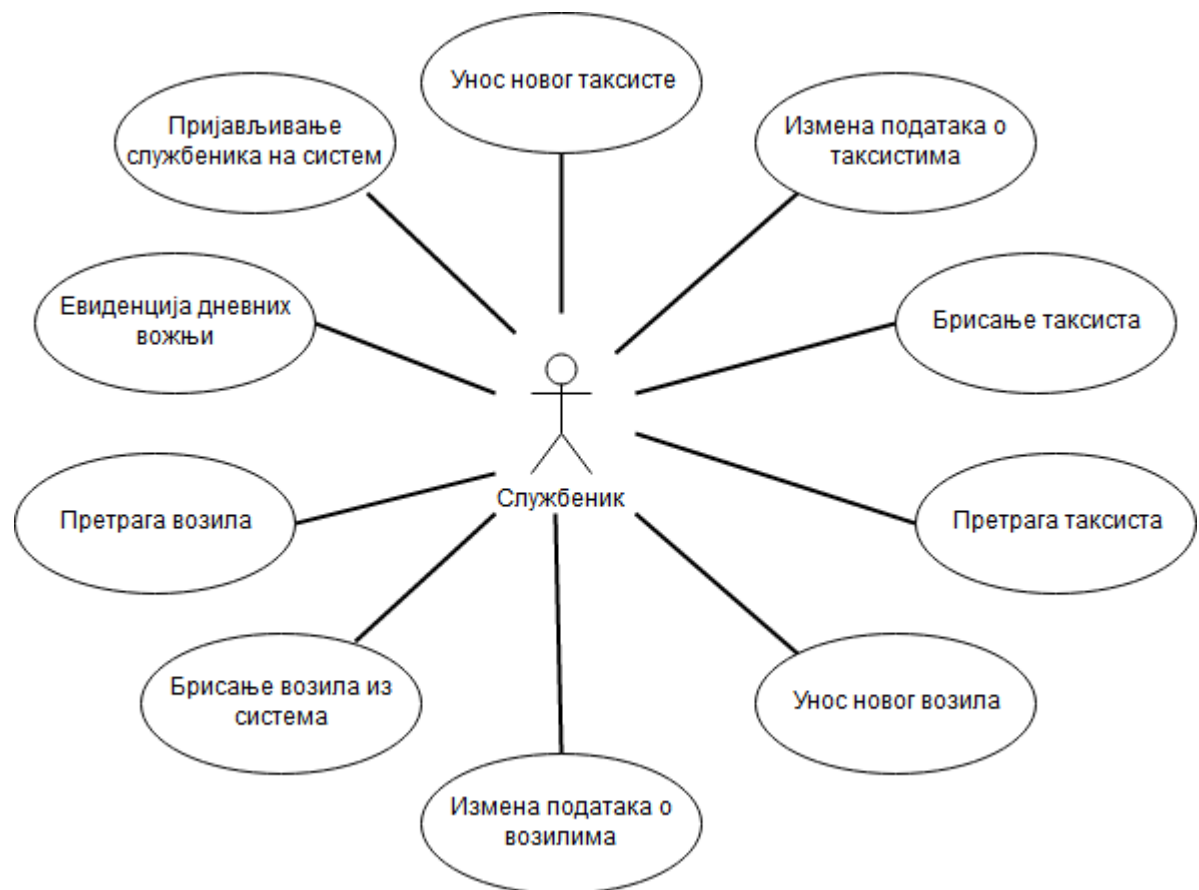 Унос новог таксисте
Пријављивање
службеника на систем
Измена података о
таксистима
Евиденција дневних
вожњи
Брисање таксиста
Службеник
Претрага возила
Претрага таксиста
Брисање возила из
система
Унос новог возила
Измена података о
возилима